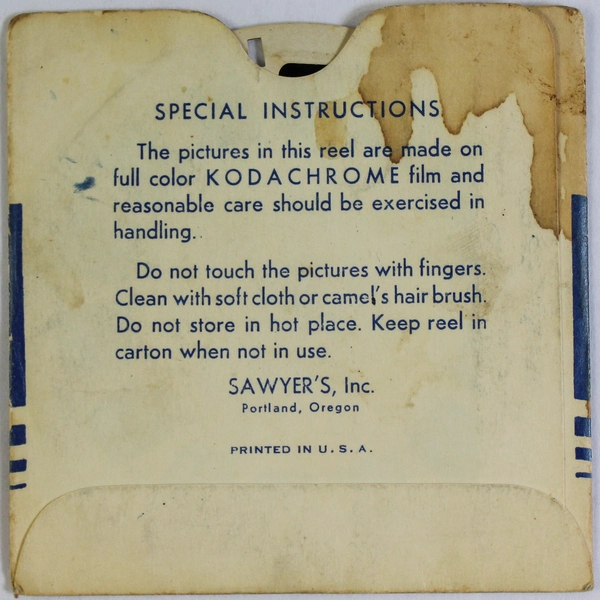 SPECIAL INSTRUCTIONS
The pictures in this reel are made on
full color KODACHROME film and
reasonable care should be exercised in
handling.
Do not touch the pictures with fingers.
Clean with soft cloth or camel's hair brush.
Do not store in hot place. Keep reel in
carton when not in use.
SAWYER'S, Inc.
Portland, Oregon
PRINTED IN U. S. A.